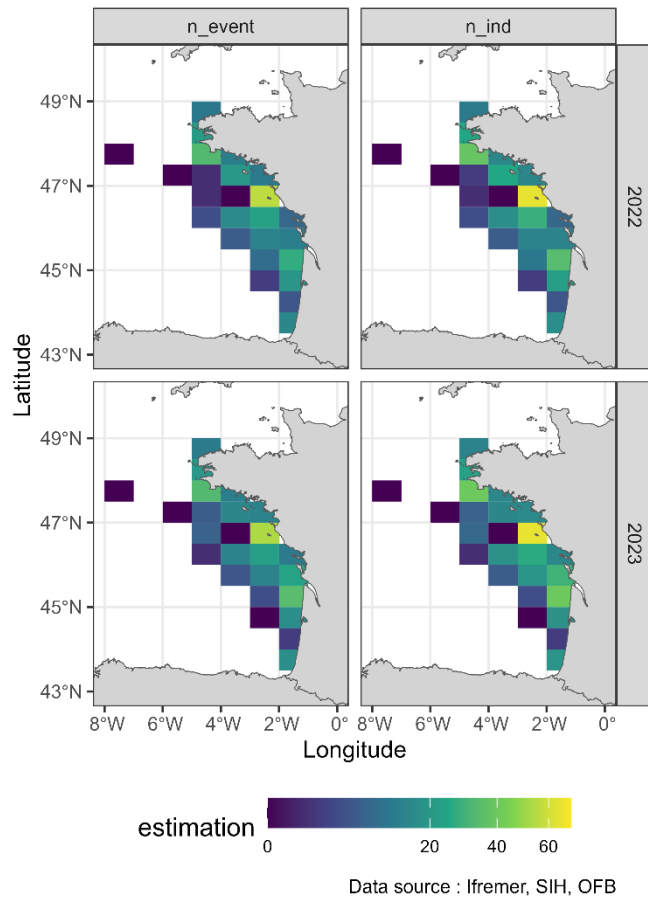 n_event
n_ind
49°N
47°N
45°N
43°N
2022
Latitude
49°N
47°N
45°N
43°N
2023
8°W 6°W 4°W 2°W 0°
8°W 6°W 4°W 2°W 0°
Longitude
estimation
0 20 40 60
Data source : Ifremer, SIH, OFB